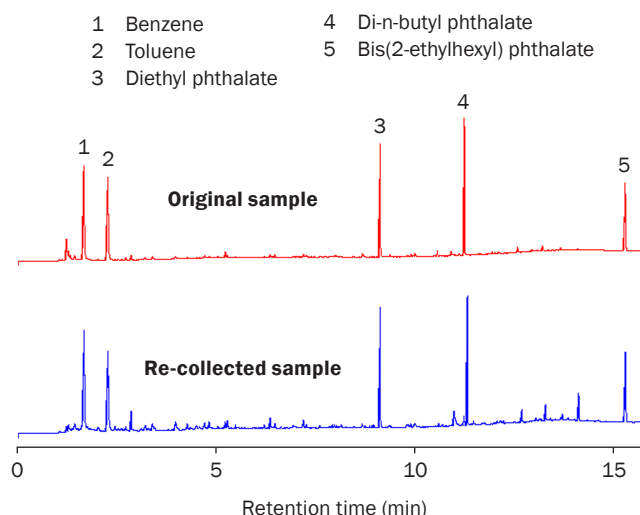 1 Benzene
2 Toluene
3 Diethyl phthalate
4 Di-n-butyl phthalate
5 Bis(2-ethylhexyl) phthalate
1
2
3
4
5
Original sample
Re-collected sample
0 5 10 15
Retention time (min)